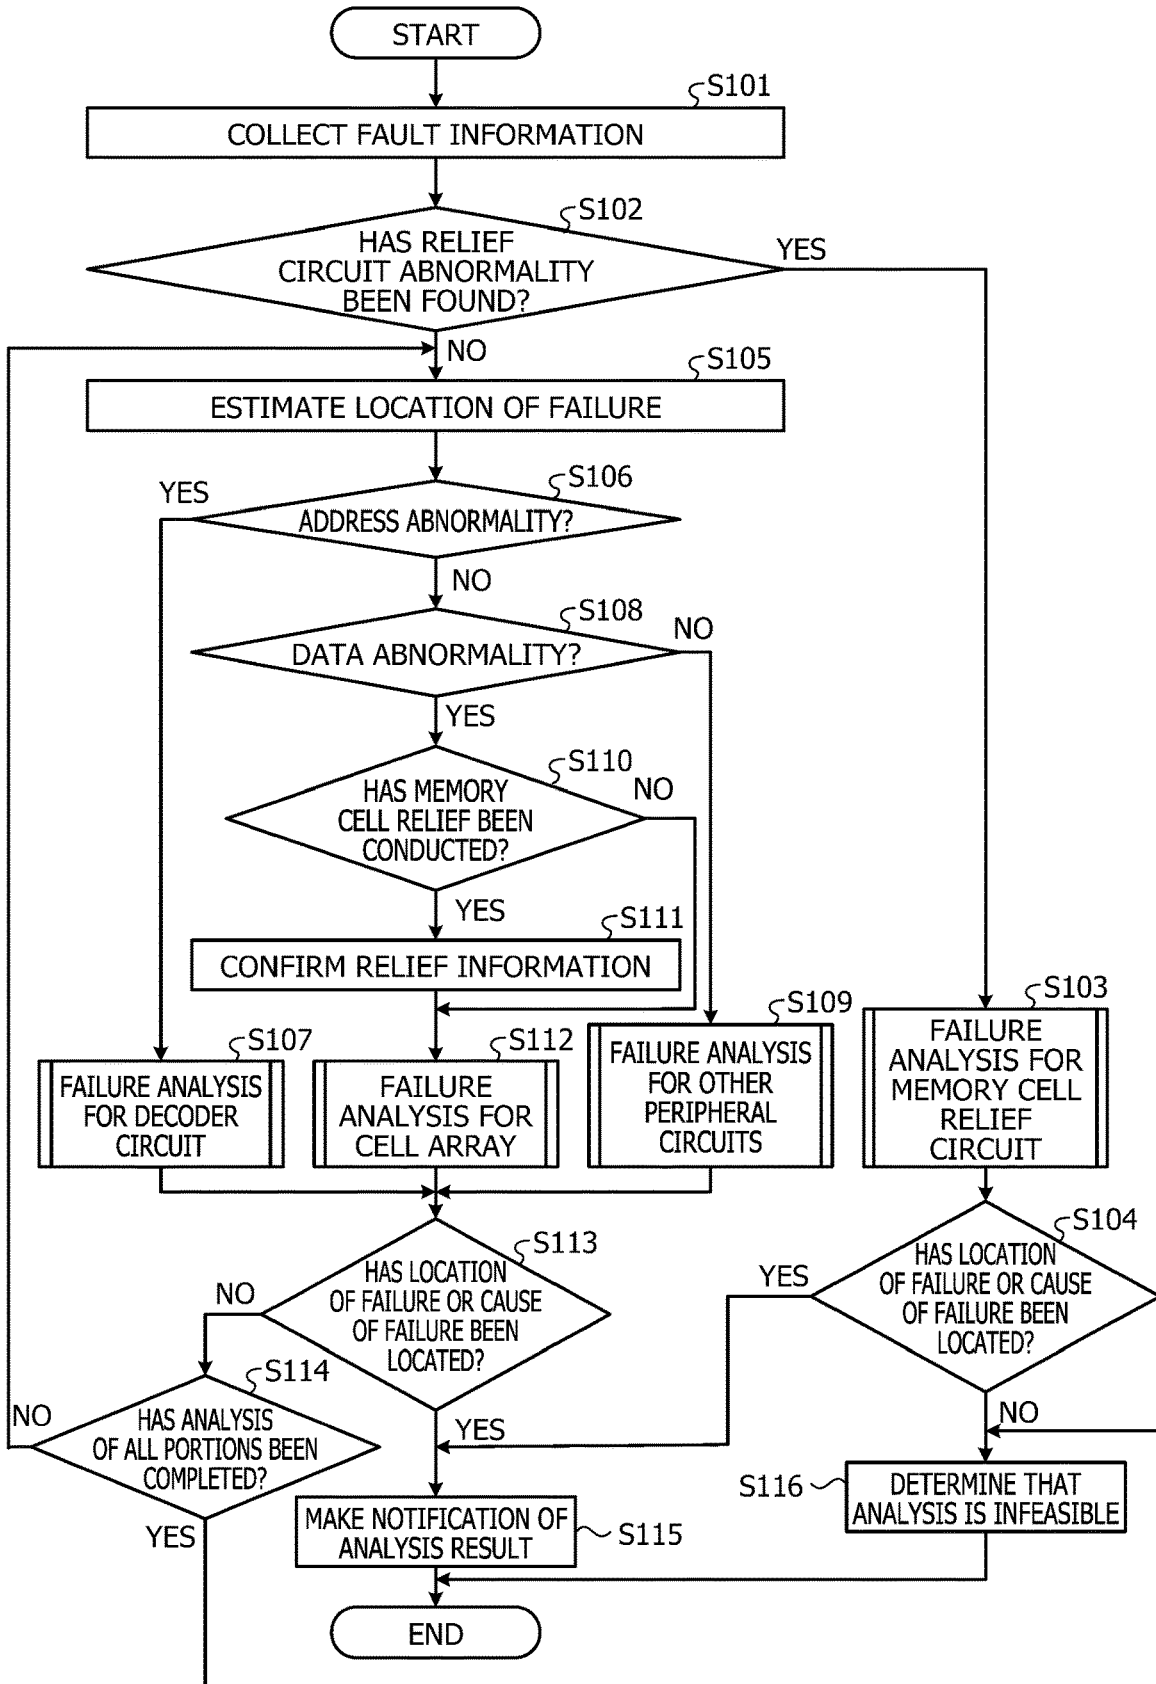 START
S101
COLLECT FAULT INFORMATION
S102
HAS RELIEF
CIRCUIT ABNORMALITY
BEEN FOUND?
YES
NO
S105
ESTIMATE LOCATION OF FAILURE
S106
YES
ADDRESS ABNORMALITY?
NO
S108
NO
DATA ABNORMALITY?
YES
S110
HAS MEMORY
CELL RELIEF BEEN
CONDUCTED?
NO
YES
S111
CONFIRM RELIEF INFORMATION
S107
FAILURE ANALYSIS
FOR DECODER
CIRCUIT
S112
FAILURE
ANALYSIS FOR
CELL ARRAY
S109
FAILURE ANALYSIS
FOR OTHER
PERIPHERAL
CIRCUITS
S103
FAILURE
ANALYSIS FOR
MEMORY CELL
RELIEF
CIRCUIT
S113
HAS LOCATION
OF FAILURE OR CAUSE
OF FAILURE BEEN
LOCATED?
NO
YES
S104
HAS LOCATION
OF FAILURE OR CAUSE
OF FAILURE BEEN
LOCATED?
YES
NO
S114
HAS ANALYSIS
OF ALL PORTIONS BEEN
COMPLETED?
NO
YES
MAKE NOTIFICATION OF
ANALYSIS RESULT
S115
S116
DETERMINE THAT
ANALYSIS IS INFEASIBLE
END